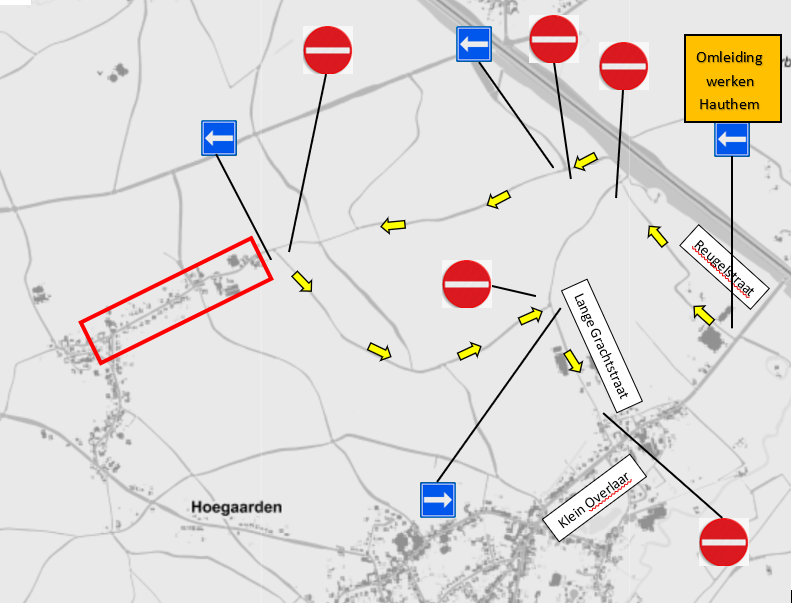 Omleiding
werken
Hauthem
Reugelstraat
Lange Grachtstraat
Klein Overlaar
Hoegaarden